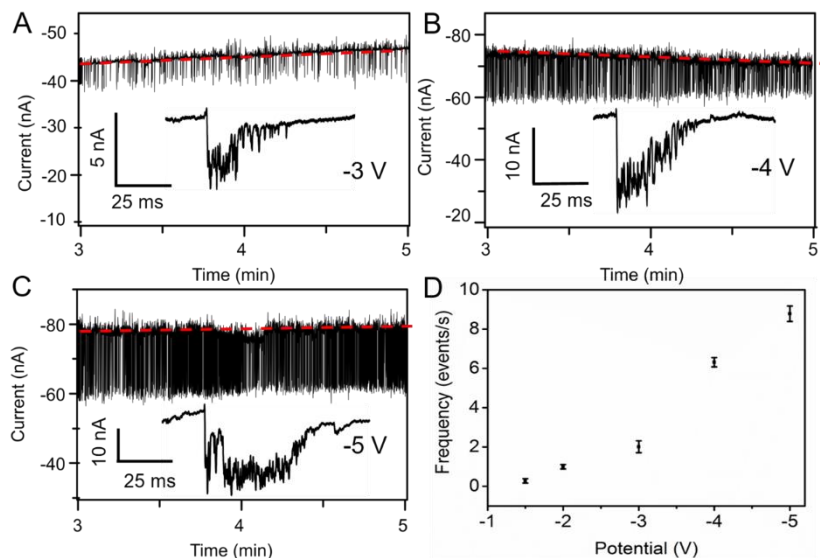 A
-50
-40
-30
-20
-10
Current (nA)
5 nA
25 ms
-3 V
3
4
5
Time (min)
B
-80
-60
-40
-20
Current (nA)
10 nA
25 ms
-4 V
3
4
5
Time (min)
C
-80
-60
-40
Current (nA)
10 nA
25 ms
-5 V
3
4
5
Time (min)
D
10
8
6
4
2
0
Frequency (events/s)
-1
-2
-3
-4
-5
Potential (V)